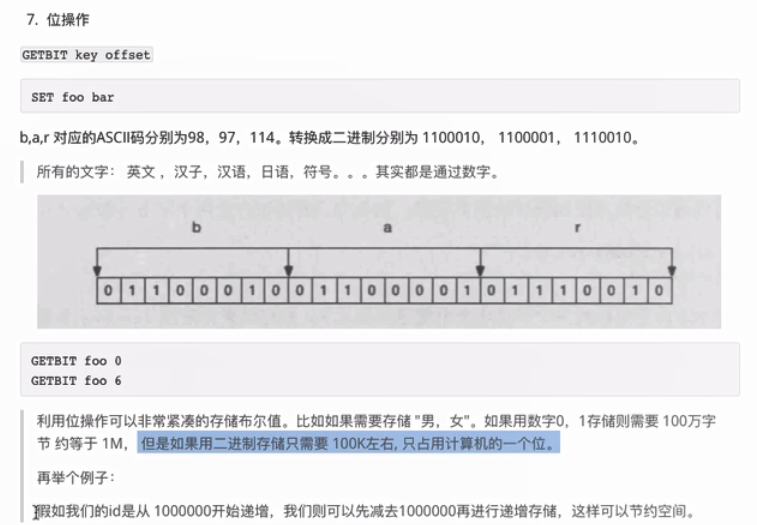 7. 位操作
GETBIT key offset
SET foo bar
b,a,r 对应的ASCII码分别为98，97，114。转换成二进制分别为 1100010， 1100001， 1110010。
所有的文字： 英文 ，汉子，汉语，日语，符号。。。其实都是通过数字。
b a r
0 1 1 0 0 0 1 0 0 1 1 0 0 0 0 1 0 1 1 1 0 0 1 0
GETBIT foo 0
GETBIT foo 6
利用位操作可以非常紧凑的存储布尔值。比如如果需要存储 "男，女"。如果用数字0，1存储则需要 100万字
节 约等于 1M， 但是如果用二进制存储只需要 100K左右, 只占用计算机的一个位。
再举个例子：
假如我们的id是从 1000000开始递增，我们则可以先减去1000000再进行递增存储，这样可以节约空间。